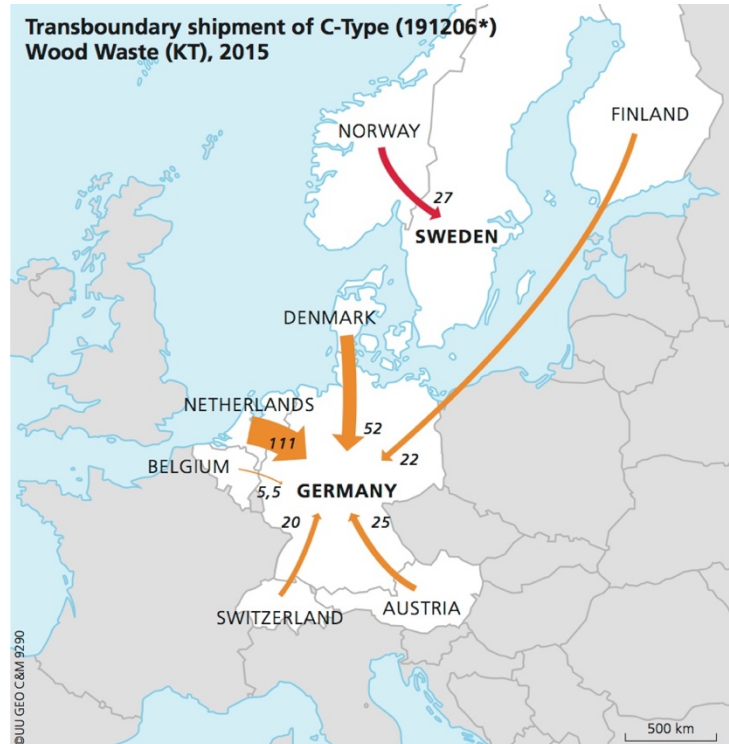 Transboundary shipment of C-Type (191206*)
Wood Waste (KT), 2015
FINLAND
NORWAY
27
SWEDEN
DENMARK
NETHERLANDS
52
111
22
BELGIUM
5,5
GERMANY
20
25
SWITZERLAND
AUSTRIA
©UU GEO C&M 9290
500 km